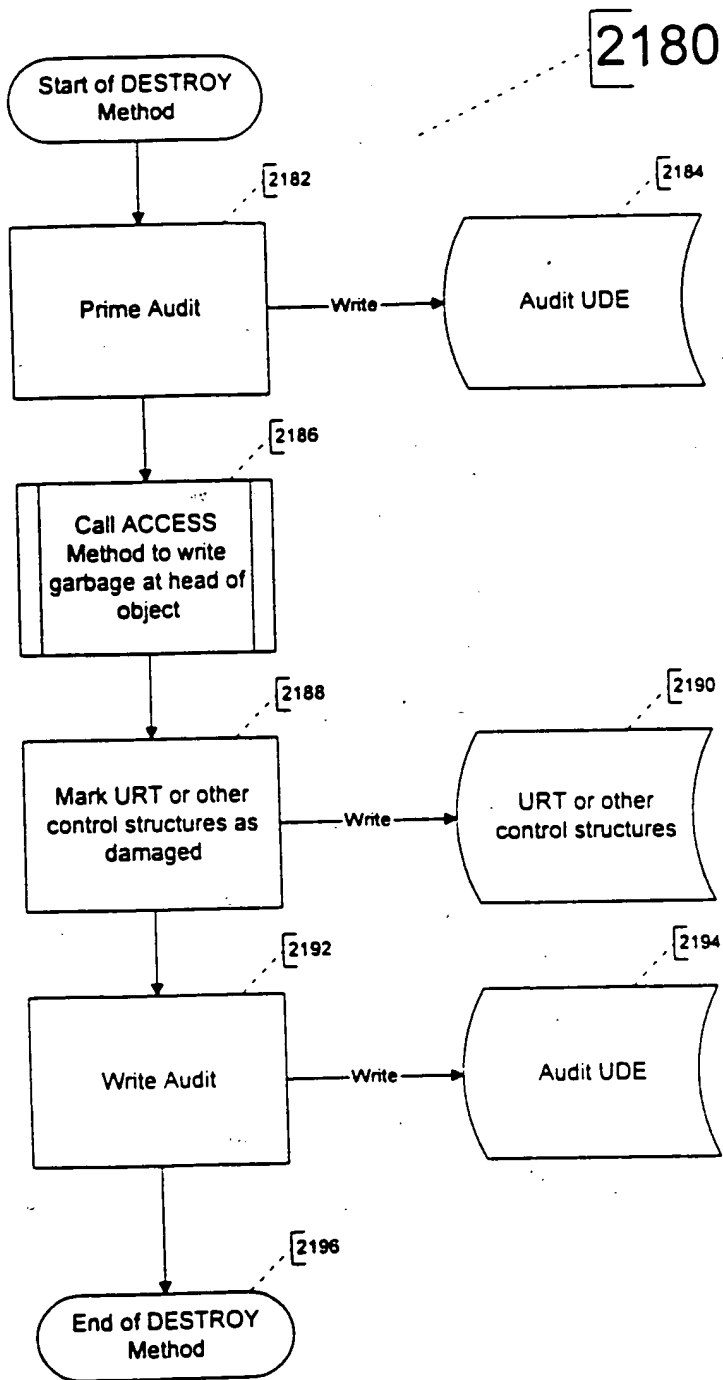 2180
Start of DESTROY
Method
2182
2184
Prime Audit
Write
Audit UDE
2186
Call ACCESS
Method to write
garbage at head of
object
2188
2190
Mark URT or other
control structures as
damaged
Write
URT or other
control structures
2192
2194
Write Audit
Write
Audit UDE
2196
End of DESTROY
Method